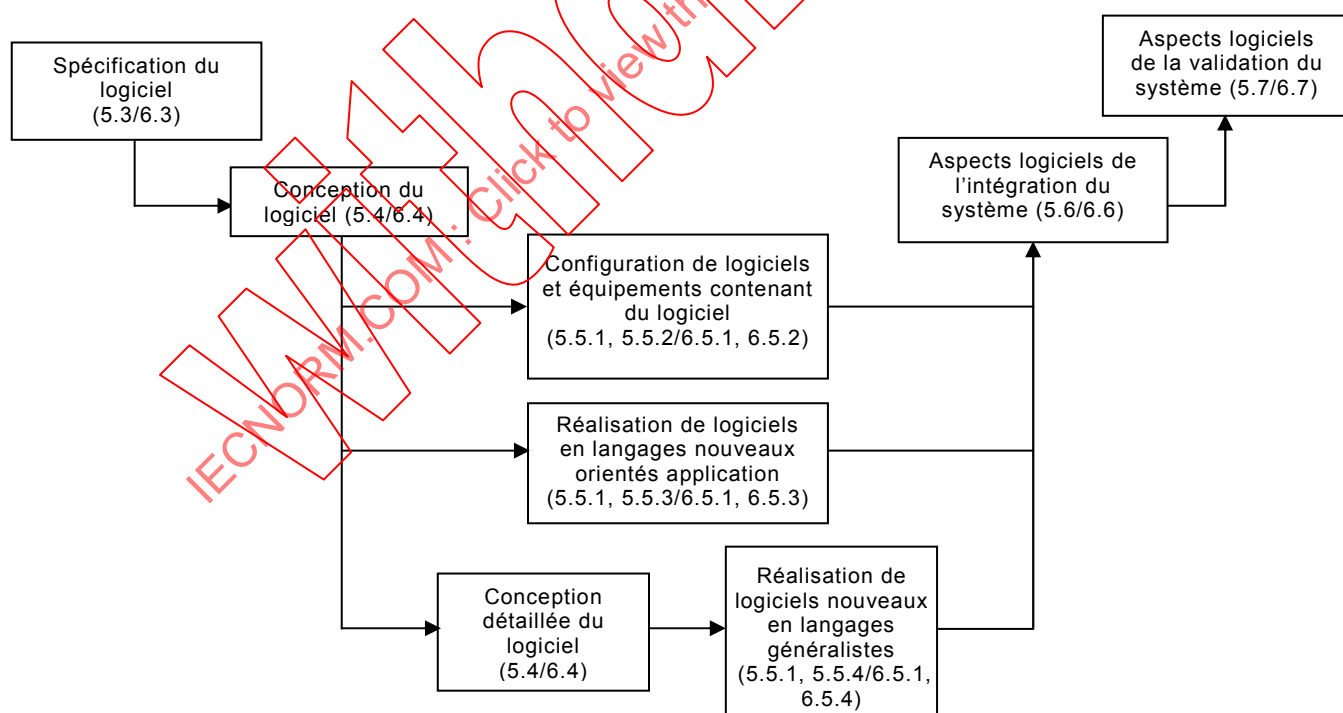 Spécification du
logiciel
(5.3/6.3)
Aspects logiciels
de la validation du
système (5.7/6.7)
Aspects logiciels de
l’intégration du
système (5.6/6.6)
Conception du
logiciel (5.4/6.4)
Configuration de logiciels
et équipements contenant
du logiciel
(5.5.1, 5.5.2/6.5.1, 6.5.2)
Réalisation de logiciels
en langages nouveaux
orientés application
(5.5.1, 5.5.3/6.5.1, 6.5.3)
Conception
détaillée du
logiciel
(5.4/6.4)
Réalisation de
logiciels nouveaux
en langages
généralistes
(5.5.1, 5.5.4/6.5.1,
6.5.4)
IECNORM.COM : Click to view